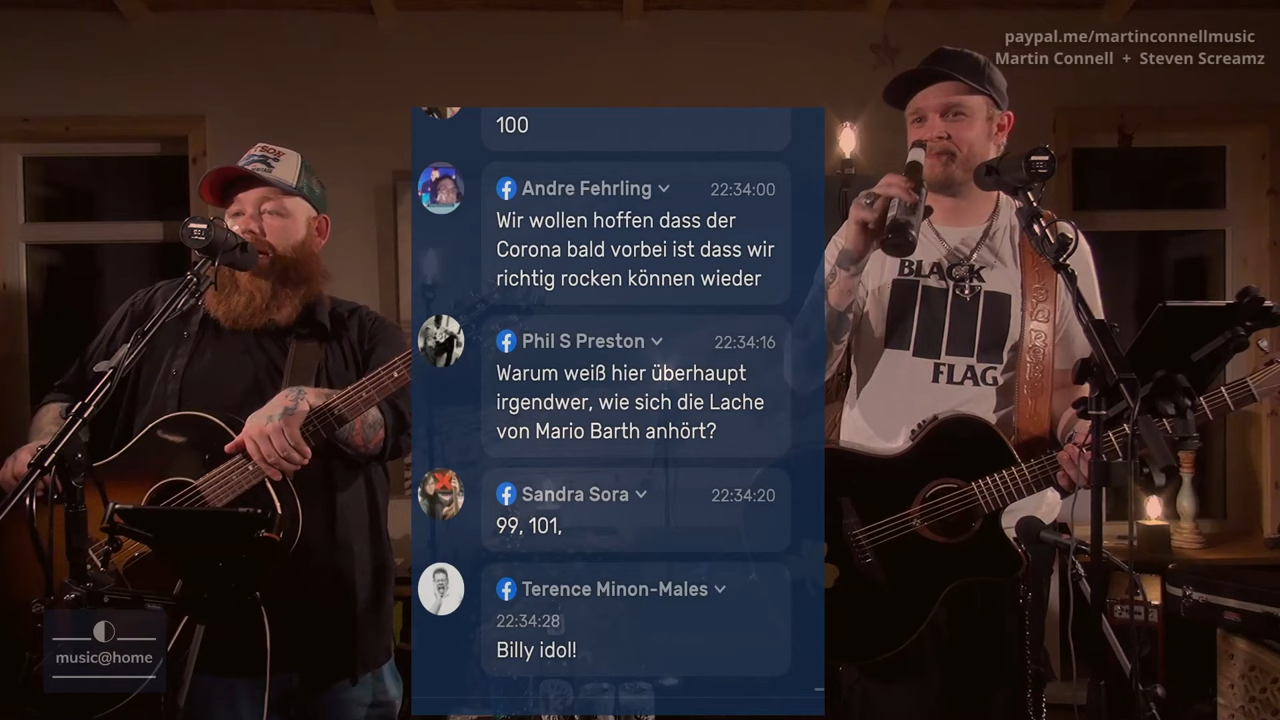 paypal.me/martinconnellmusic
Martin Connell + Steven Screamz
100
Andre Fehrling 22:34:00
Wir wollen hoffen dass der
Corona bald vorbei ist dass wir
richtig rocken können wieder
Phil S Preston 22:34:16
Warum weiß hier überhaupt
irgendwer, wie sich die Lache
von Mario Barth anhört?
Sandra Sora 22:34:20
99, 101,
Terence Minon-Males
22:34:28
Billy idol!
BLACK
FLAG
music@home